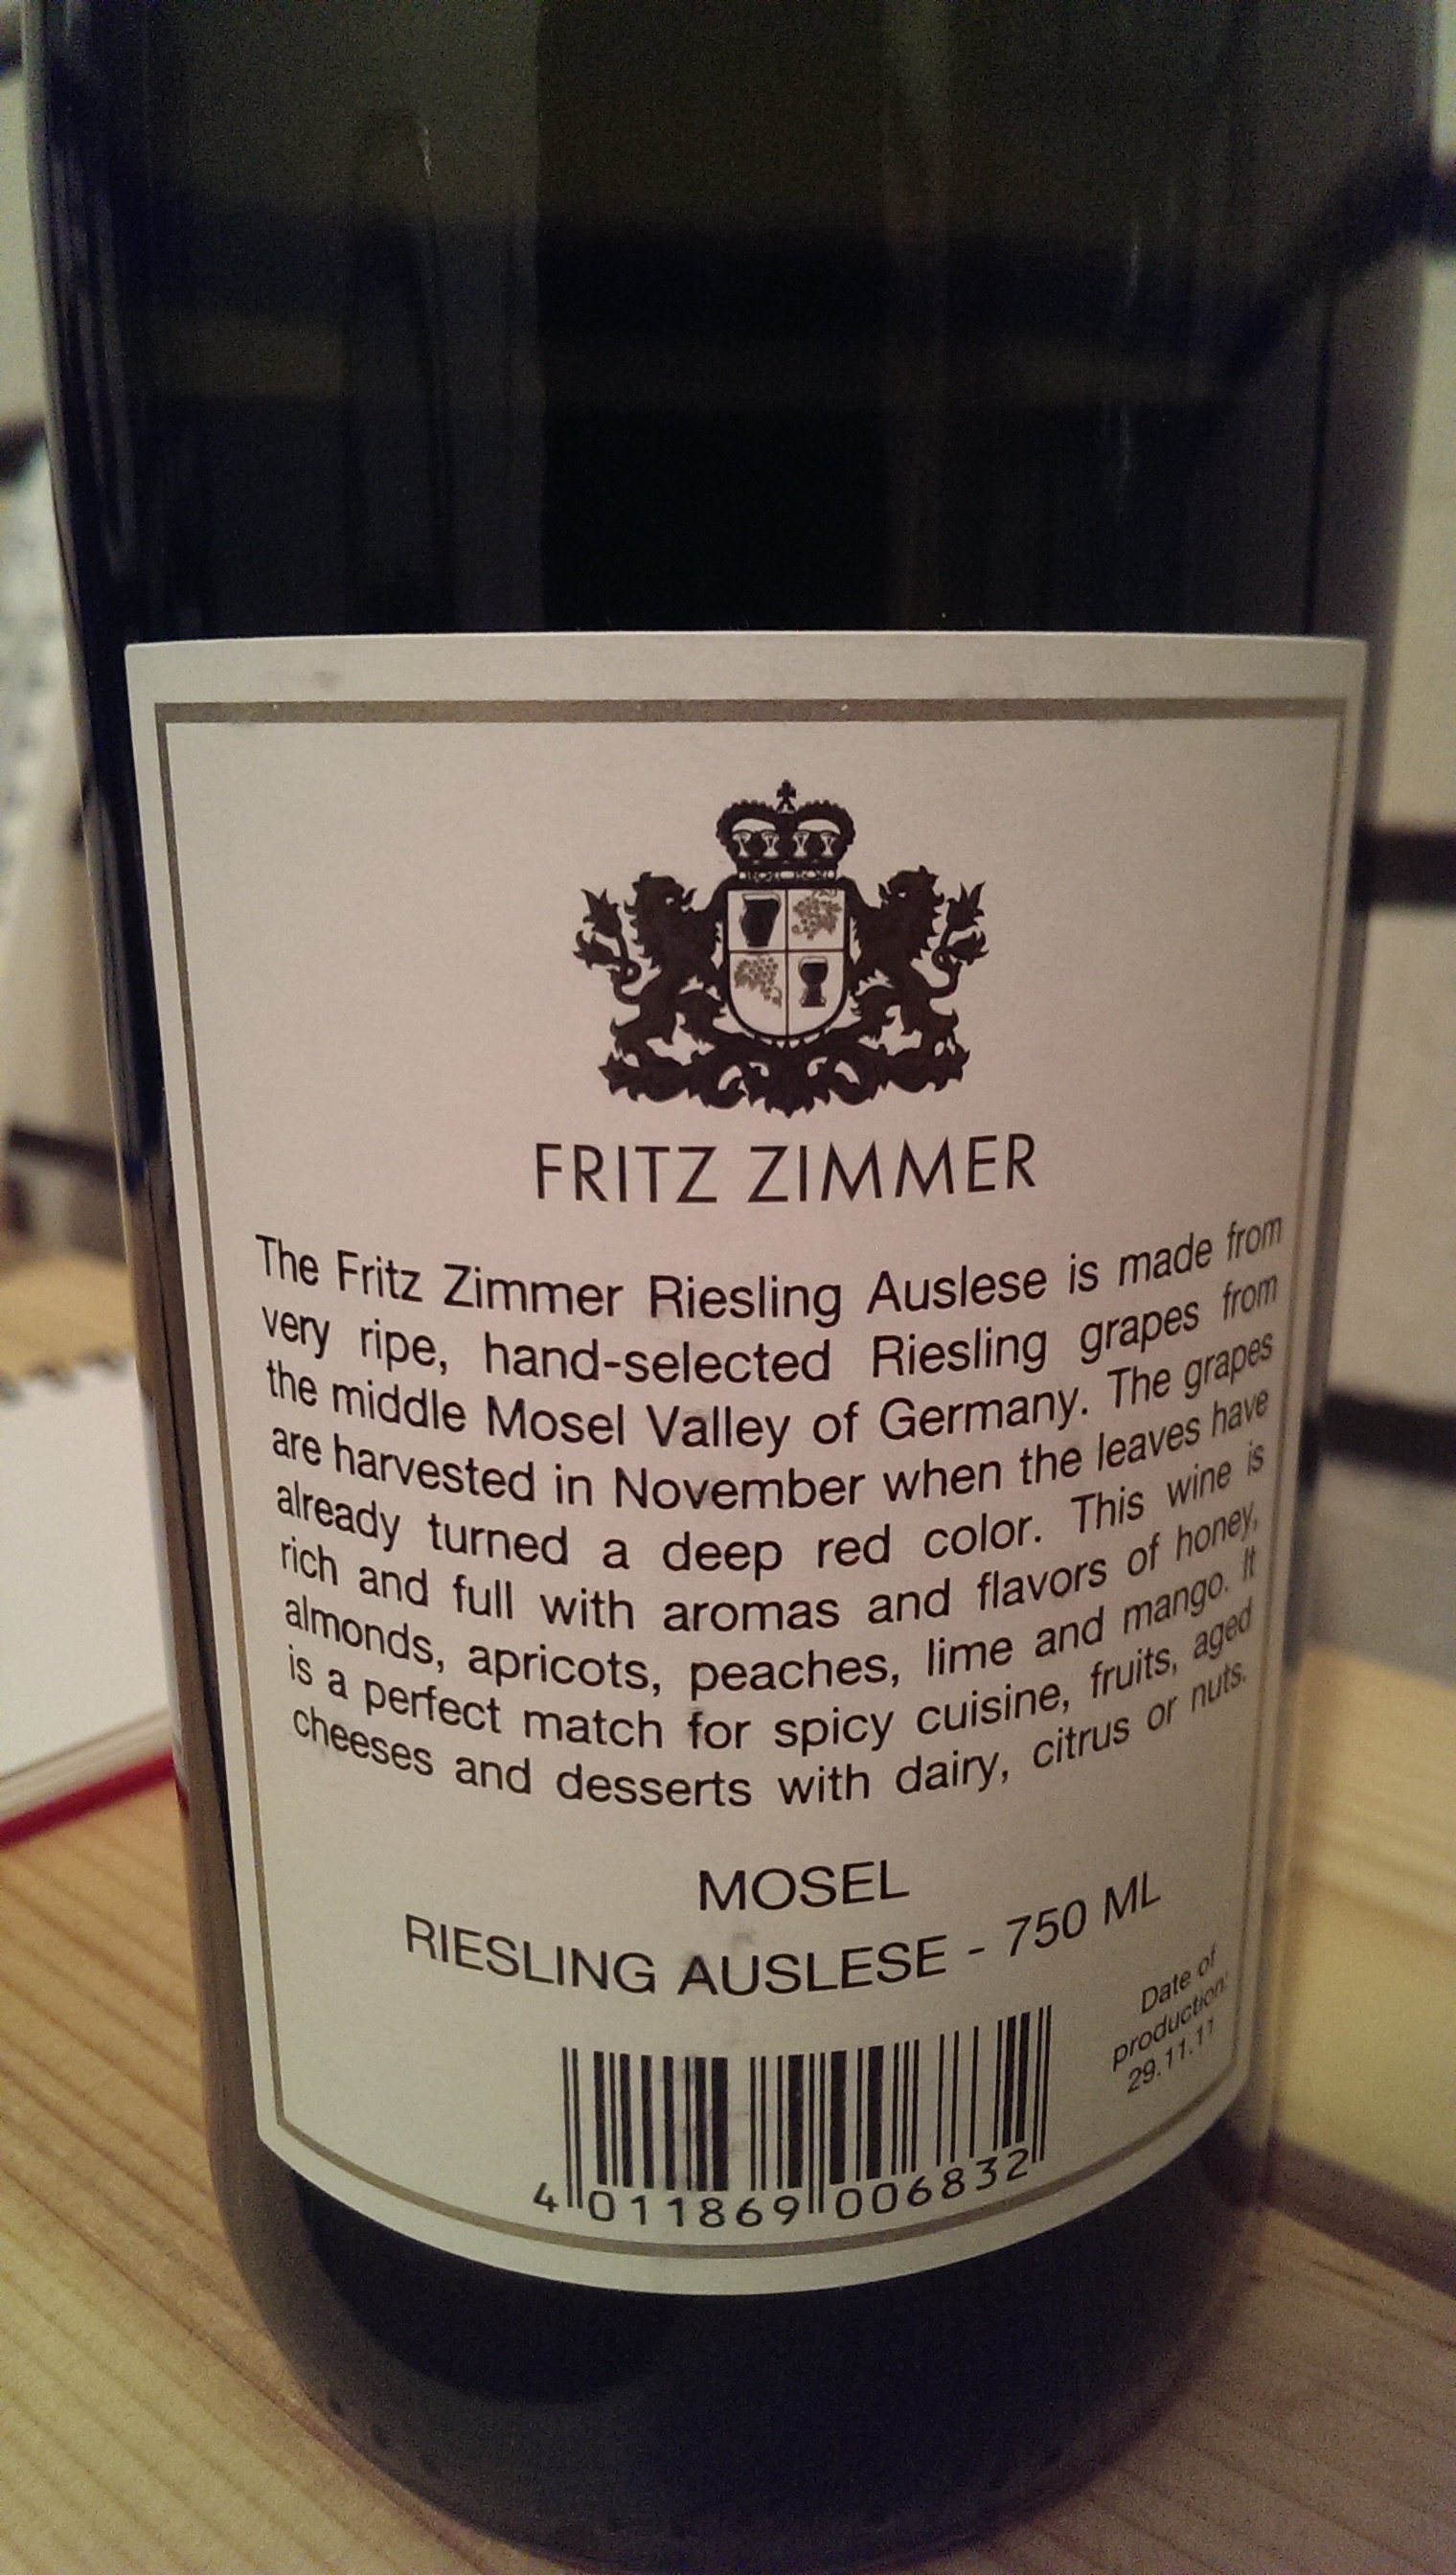 FRITZ ZIMMER
The Fritz Zimmer Riesling Auslese is made from
very ripe, hand-selected Riesling grapes from
the middle Mosel Valley of Germany. The grapes
are harvested in November when the leaves have
already turned a deep red color. This wine is
rich and full with aromas and flavors of honey,
almonds, apricots, peaches, lime and mango. It
is a perfect match for spicy cuisine, fruits, aged
cheeses and desserts with dairy, citrus or nuts.
MOSEL
RIESLING AUSLESE - 750 ML
Date of
production:
29.11.11
4 011869 006832